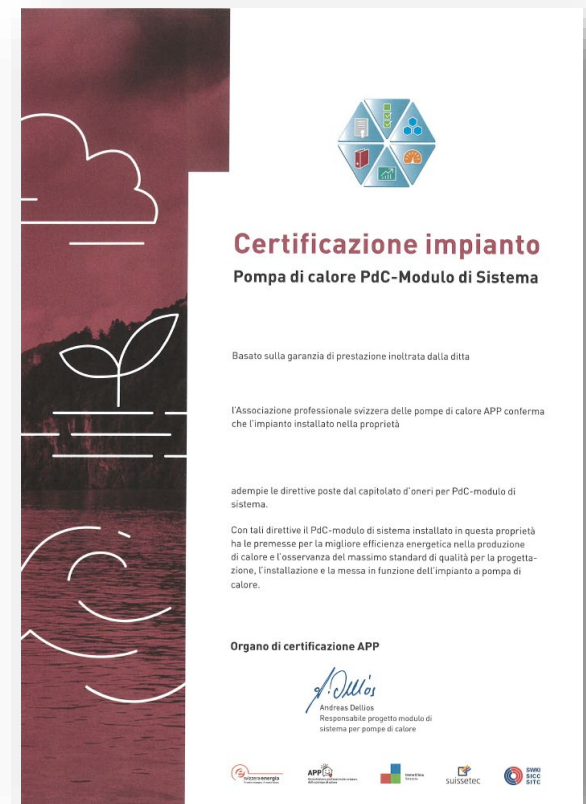 Certificazione impianto
Pompa di calore PdC-Modulo di Sistema
Basato sulla garanzia di prestazione inoltrata dalla ditta
l'Associazione professionale svizzera delle pompe di calore APP conferma
che l'impianto installato nella proprietà
adempie le direttive poste dal capitolato d'oneri per PdC-modulo di
sistema.
Con tali direttive il PdC-modulo di sistema installato in questa proprietà
ha le premesse per la migliore efficienza energetica nella produzione
di calore e l'osservanza del massimo standard di qualità per la progetta-
zione, l'installazione e la messa in funzione dell'impianto a pompa di
calore.
Organo di certificazione APP
A. Dellios
Andreas Dellios
Responsabile progetto modulo di
sistema per pompe di calore
svizzeraenergia
APP
suissetec
SWKI
SICC
SITC